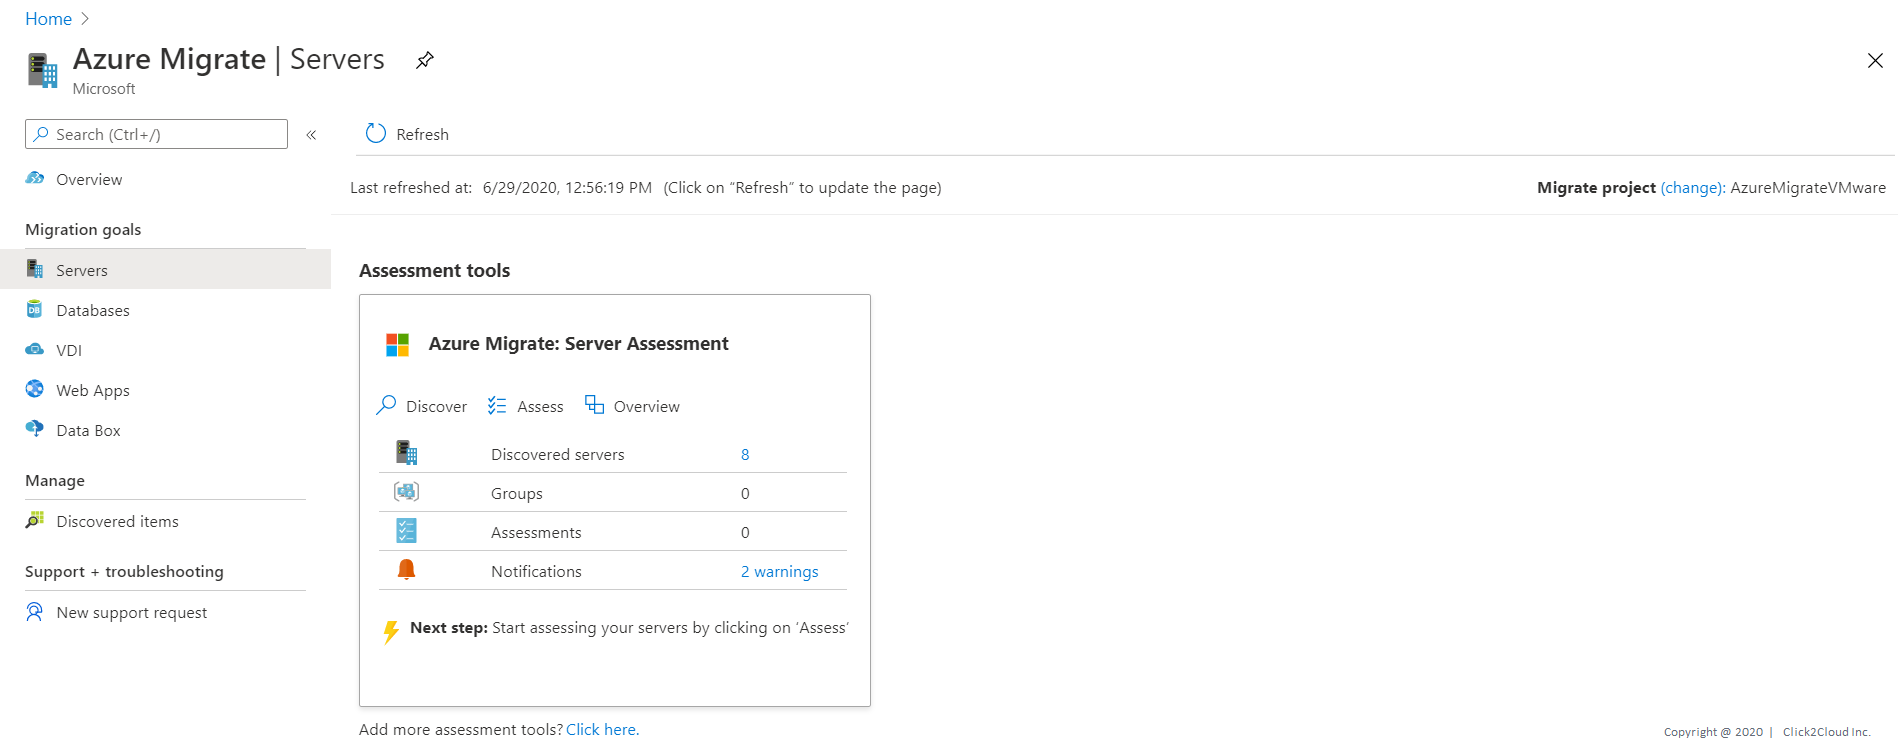 Home
Azure Migrate | Servers
Microsoft
Search (Ctrl+/)
«
Refresh
Overview
Last refreshed at: 6/29/2020, 12:56:19 PM (Click on “Refresh” to update the page)
Migrate project (change): AzureMigrateVMware
Migration goals
Servers
Databases
VDI
Web Apps
Data Box
Manage
Discovered items
Support + troubleshooting
New support request
Assessment tools
Azure Migrate: Server Assessment
Discover Assess Overview
Discovered servers 8
Groups 0
Assessments 0
Notifications 2 warnings
Next step: Start assessing your servers by clicking on ‘Assess’
Add more assessment tools? Click here.
Copyright @ 2020 | Click2Cloud Inc.